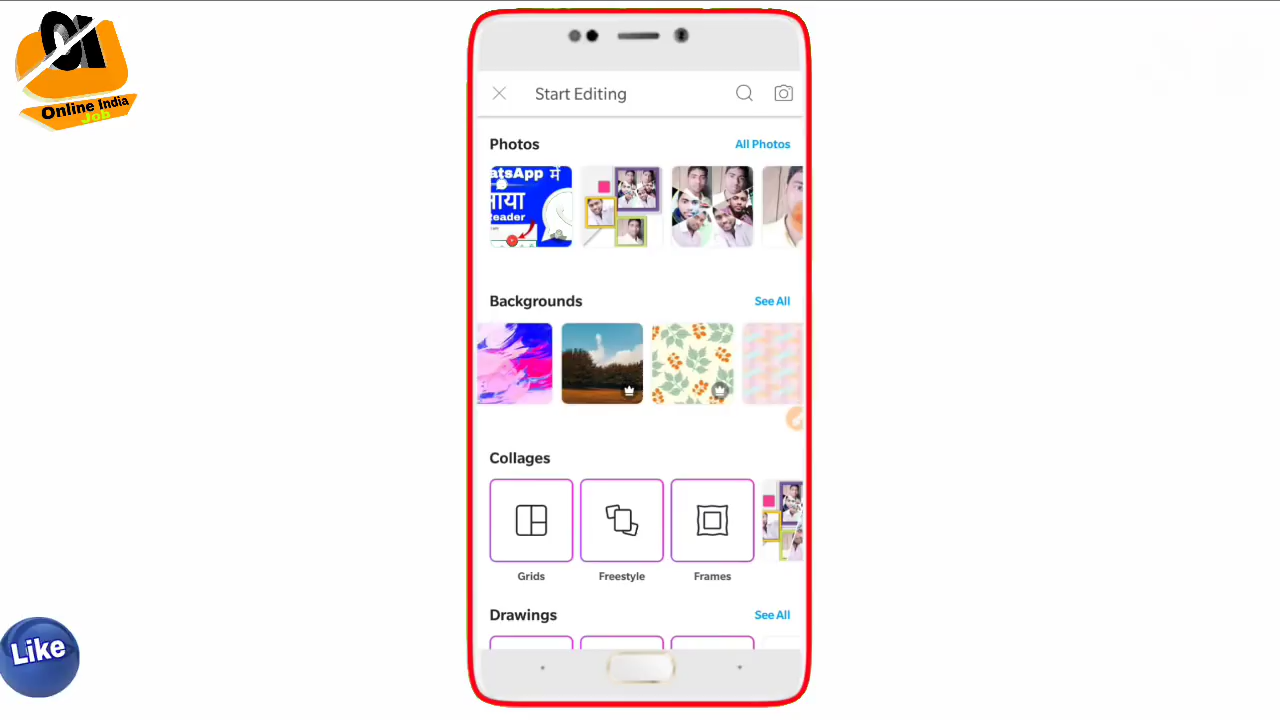 Online India
Job
Start Editing
Photos
All Photos
atsApp में
Reader
Backgrounds
See All
Collages
Grids
Freestyle
Frames
Drawings
See All
Like